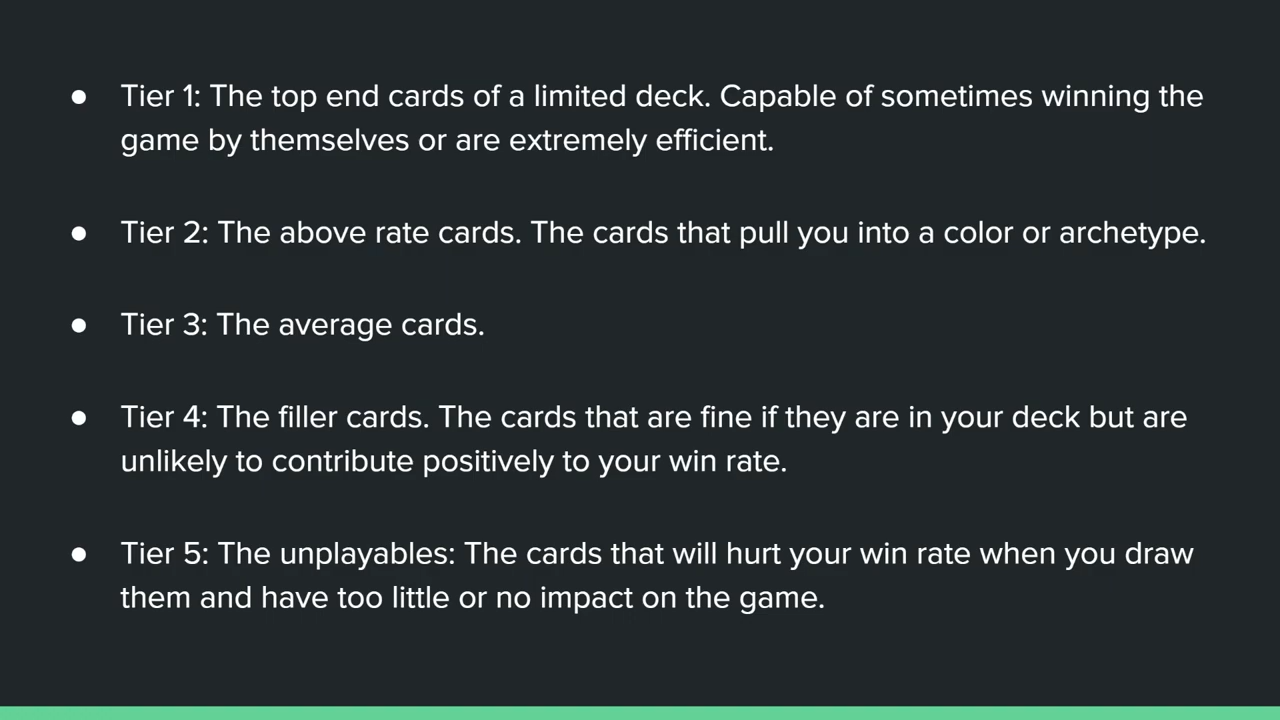 ● Tier 1: The top end cards of a limited deck. Capable of sometimes winning the
game by themselves or are extremely efficient.
● Tier 2: The above rate cards. The cards that pull you into a color or archetype.
● Tier 3: The average cards.
● Tier 4: The filler cards. The cards that are fine if they are in your deck but are
unlikely to contribute positively to your win rate.
● Tier 5: The unplayables: The cards that will hurt your win rate when you draw
them and have too little or no impact on the game.